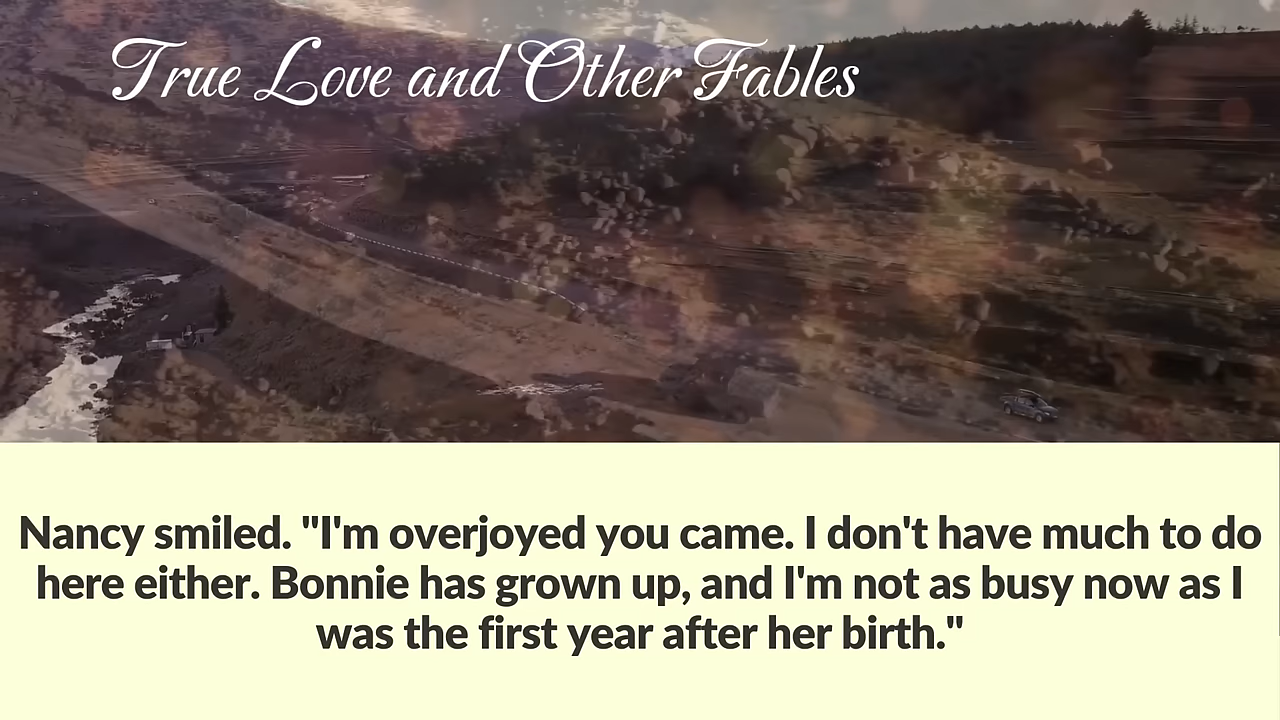 True Love and Other Fables
Nancy smiled. "I'm overjoyed you came. I don't have much to do
here either. Bonnie has grown up, and I'm not as busy now as I
was the first year after her birth."